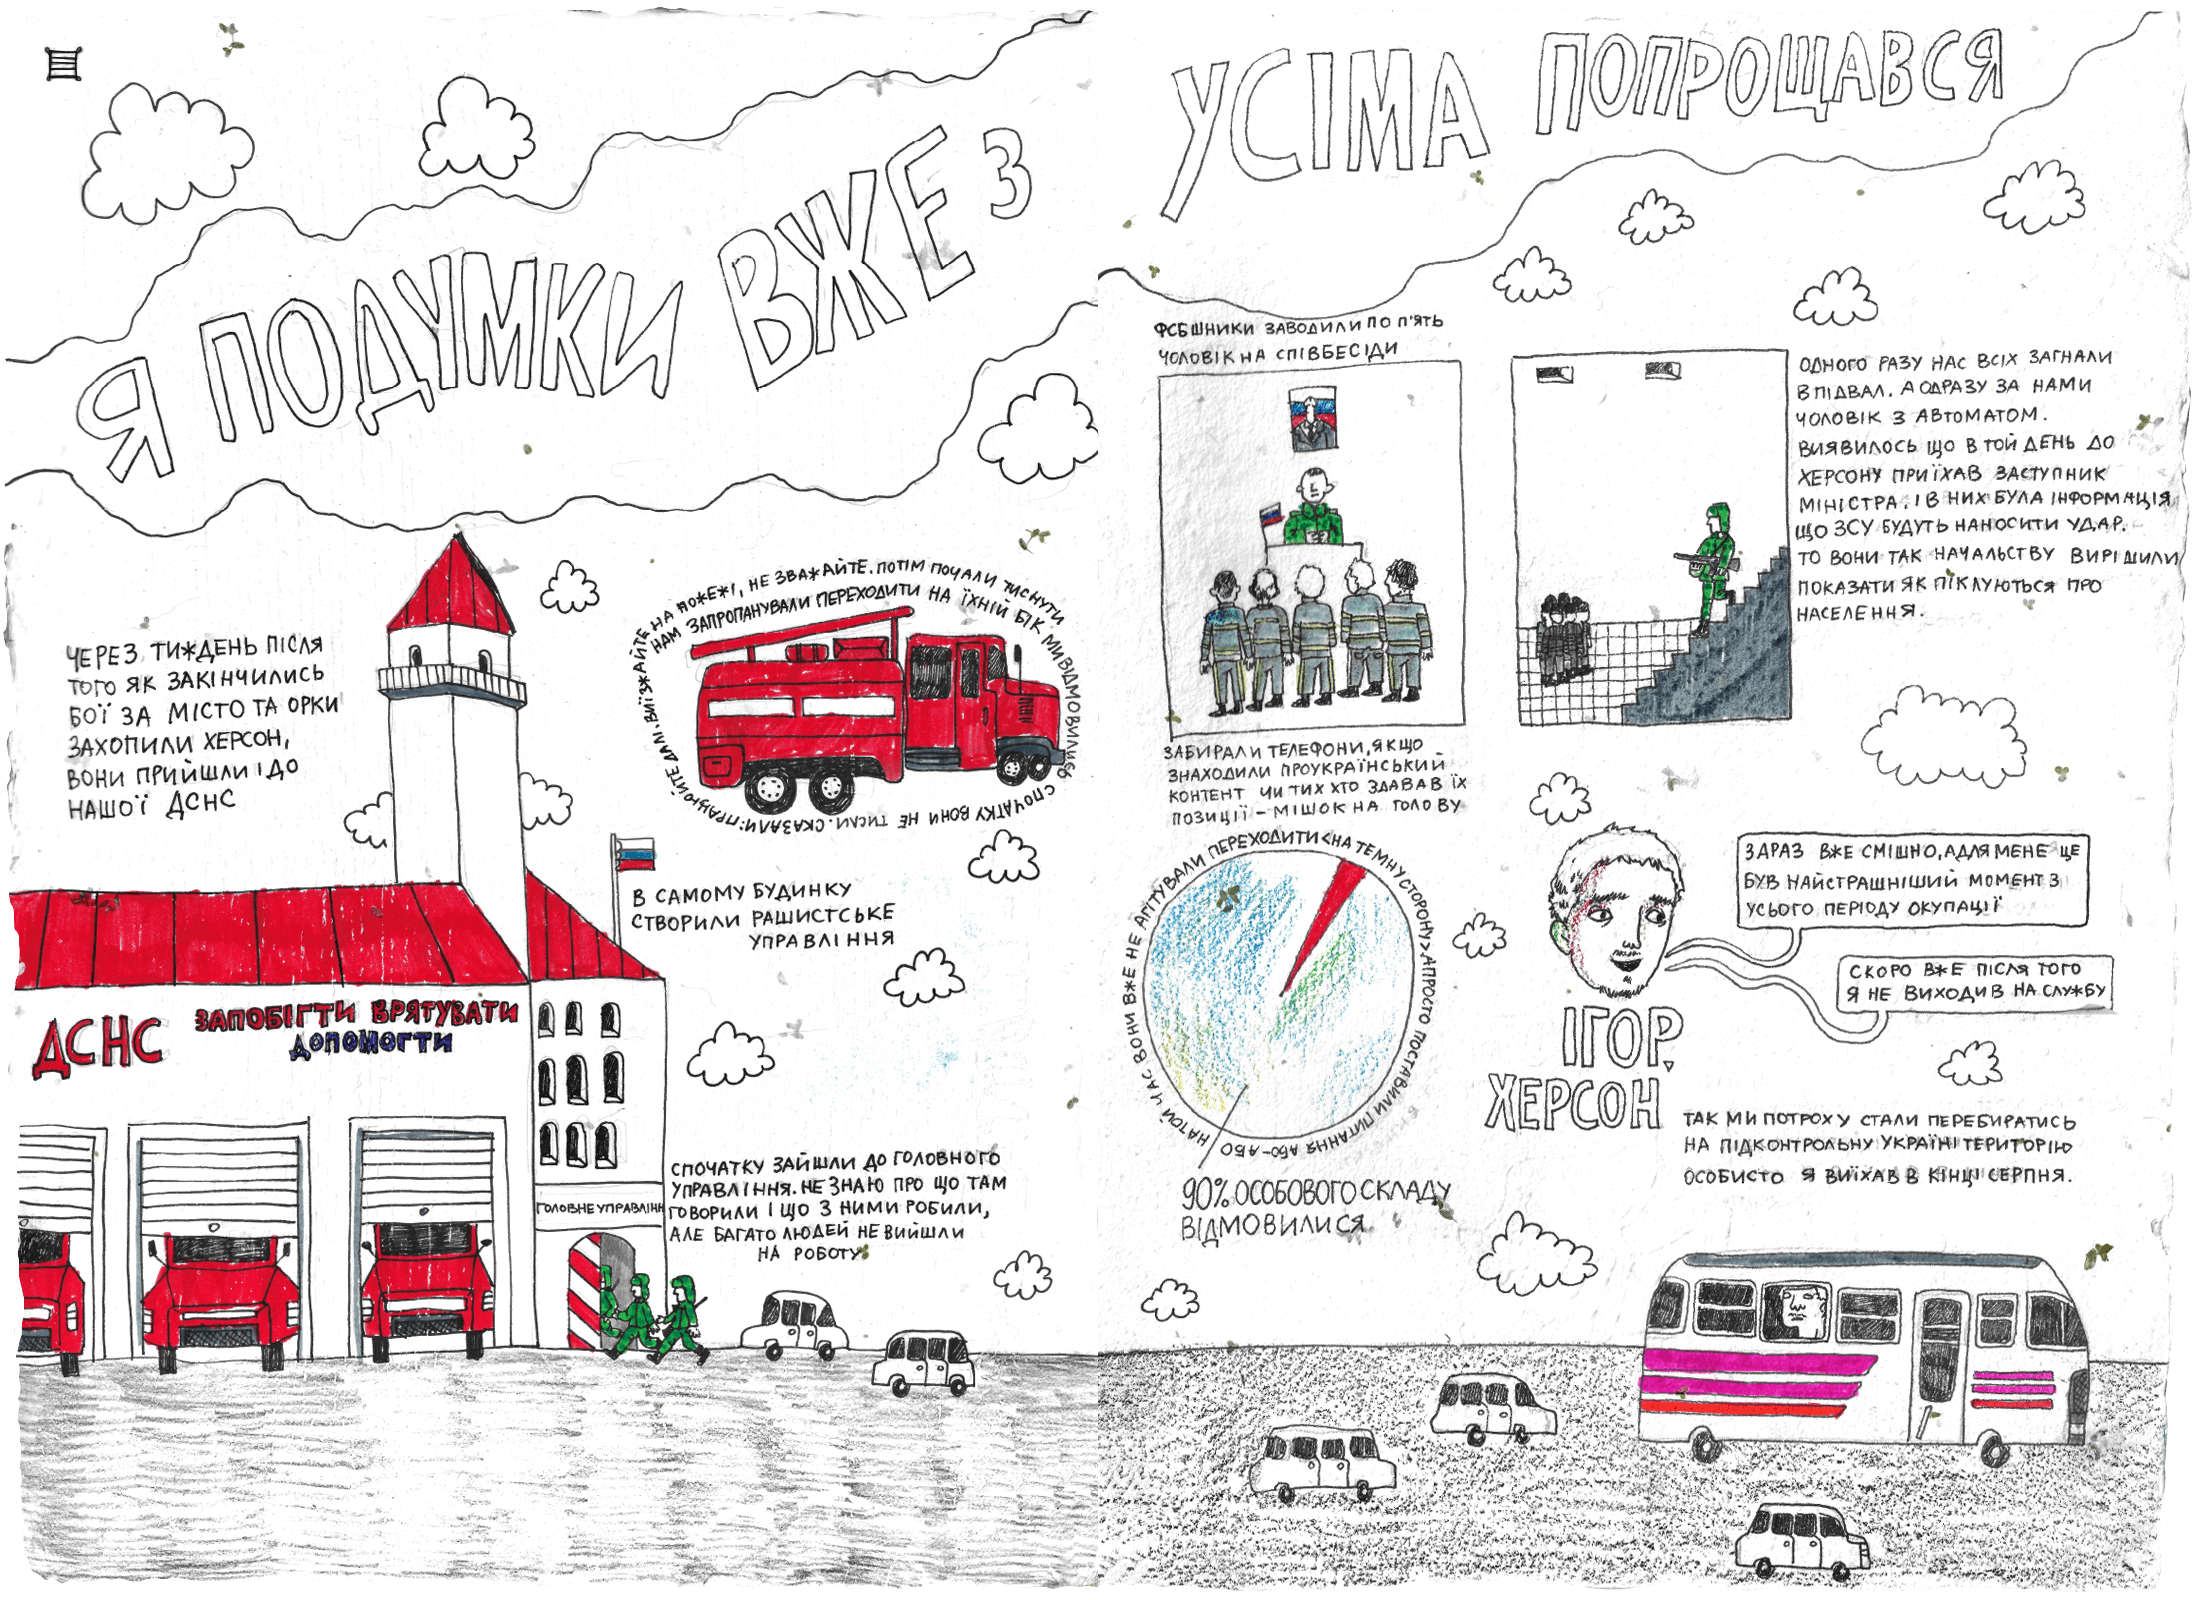 Я ПОДУМКИ ВЖЕ З
УСІМА ПОПРОЩАВСЯ
ЧЕРЕЗ ТИЖДЕНЬ ПІСЛЯ
ТОГО ЯК ЗАКІНЧИЛИСЬ
БОЇ ЗА МІСТО ТА ОРКИ
ЗАХОПИЛИ ХЕРСОН,
ВОНИ ПРИЙШЛИ І ДО
НАШОЇ ДСНС
СПОЧАТКУ ВОНИ НЕ ТИСЛИ. СКАЗАЛИ: ПРАЦЮЙТЕ ДАЛІ. ВИЇЗЖАЙТЕ НА ПОЖЕЖІ, НЕ ЗВАЖАЙТЕ. ПОТІМ ПОЧАЛИ ТИСНУТИ
НАМ ЗАПРОПАНУВАЛИ ПЕРЕХОДИТИ НА ЇХНІЙ БІК. МИ ВІДМОВИЛИСЬ
В САМОМУ БУДИНКУ
СТВОРИЛИ РАШИСТСЬКЕ
УПРАВЛІННЯ
ДСНС
ЗАПОБІГТИ ВРЯТУВАТИ
ДОПОМОГТИ
ГОЛОВНЕ УПРАВЛІНН
СПОЧАТКУ ЗАЙШЛИ ДО ГОЛОВНОГО
УПРАВЛІННЯ. НЕ ЗНАЮ ПРО ЩО ТАМ
ГОВОРИЛИ І ЩО З НИМИ РОБИЛИ,
АЛЕ БАГАТО ЛЮДЕЙ НЕ ВИЙШЛИ
НА РОБОТУ
ФСБШНИКИ ЗАВОДИЛИ ПО П'ЯТЬ
ЧОЛОВІК НА СПІВБЕСІДИ
ЗАБИРАЛИ ТЕЛЕФОНИ, ЯКЩО
ЗНАХОДИЛИ ПРОУКРАЇНСЬКИЙ
КОНТЕНТ ЧИ ТИХ ХТО ЗДАВАВ ЇХ
ПОЗИЦІЇ – МІШОК НА ГОЛОВУ
ОДНОГО РАЗУ НАС ВСІХ ЗАГНАЛИ
В ПІДВАЛ. А ОДРАЗУ ЗА НАМИ
ЧОЛОВІК З АВТОМАТОМ.
ВИЯВИЛОСЬ ЩО В ТОЙ ДЕНЬ ДО
ХЕРСОНУ ПРИЇХАВ ЗАСТУПНИК
МІНІСТРА. І В НИХ БУЛА ІНФОРМАЦІЯ
ЩО ЗСУ БУДУТЬ НАНОСИТИ УДАР.
ТО ВОНИ ТАК НАЧАЛЬСТВУ ВИРІШИЛИ
ПОКАЗАТИ ЯК ПІКЛУЮТЬСЯ ПРО
НАСЕЛЕННЯ.
НА ТОЙ ЧАС ВОНИ ВЖЕ НЕ АГІТУВАЛИ ПЕРЕХОДИТИ <НА ТЕМНУ СТОРОНУ> А ПРОСТО ПОСТАВИЛИ ПИТАННЯ АБО-АБО
90% ОСОБОВОГО СКЛАДУ
ВІДМОВИЛИСЯ
ЗАРАЗ ВЖЕ СМІШНО, А ДЛЯ МЕНЕ ЦЕ
БУВ НАЙСТРАШНІШИЙ МОМЕНТ З
УСЬОГО ПЕРІОДУ ОКУПАЦІЇ
СКОРО ВЖЕ ПІСЛЯ ТОГО
Я НЕ ВИХОДИВ НА СЛУЖБУ
ІГОР,
ХЕРСОН
ТАК МИ ПОТРОХУ СТАЛИ ПЕРЕБИРАТИСЬ
НА ПІДКОНТРОЛЬНУ УКРАЇНІ ТЕРИТОРІЮ
ОСОБИСТО Я ВИЇХАВ В КІНЦІ СЕРПНЯ.